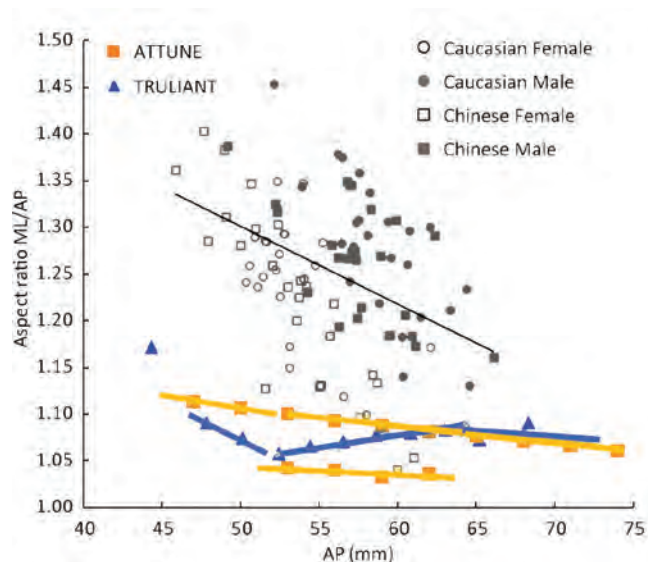 ATTUNE
TRULIANT
Caucasian Female
Caucasian Male
Chinese Female
Chinese Male
Aspect ratio ML/AP
1.50
1.45
1.40
1.35
1.30
1.25
1.20
1.15
1.10
1.05
1.00
40
45
50
55
60
65
70
75
AP (mm)